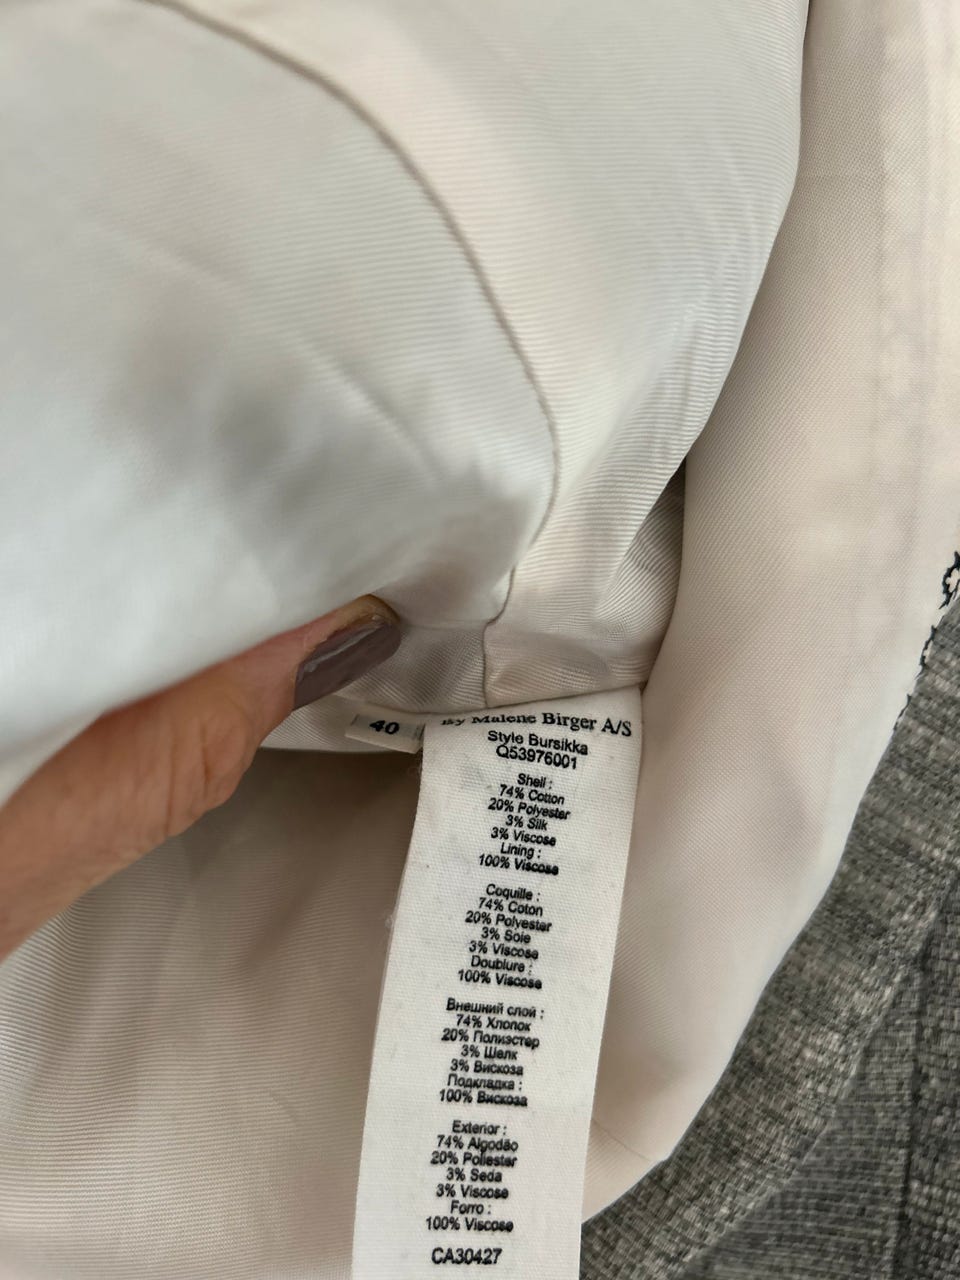 40
By Malene Birger A/S
Style Bursikka
Q53976001
Shell :
74% Cotton
20% Polyester
3% Silk
3% Viscose
Lining :
100% Viscose
Coquille :
74% Coton
20% Polyester
3% Soie
3% Viscose
Doublure :
100% Viscose
Внешний слой :
74% Хлопок
20% Полиэстер
3% Шелк
3% Вискоза
Подкладка :
100% Вискоза
Exterior :
74% Algodão
20% Poliester
3% Seda
3% Viscose
Forro :
100% Viscose
CA30427